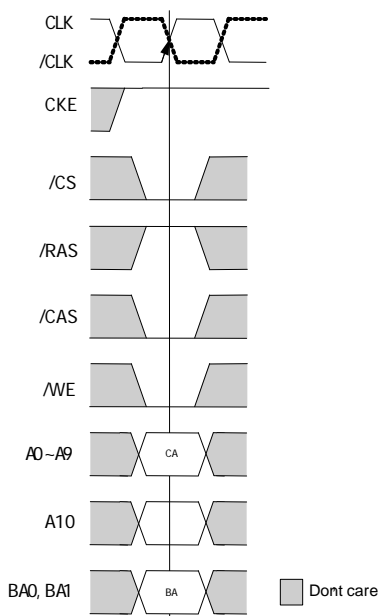 CLK
/CLK
CKE
/CS
/RAS
/CAS
/WE
A0~A9
CA
A10
BA0, BA1
BA
Dont care